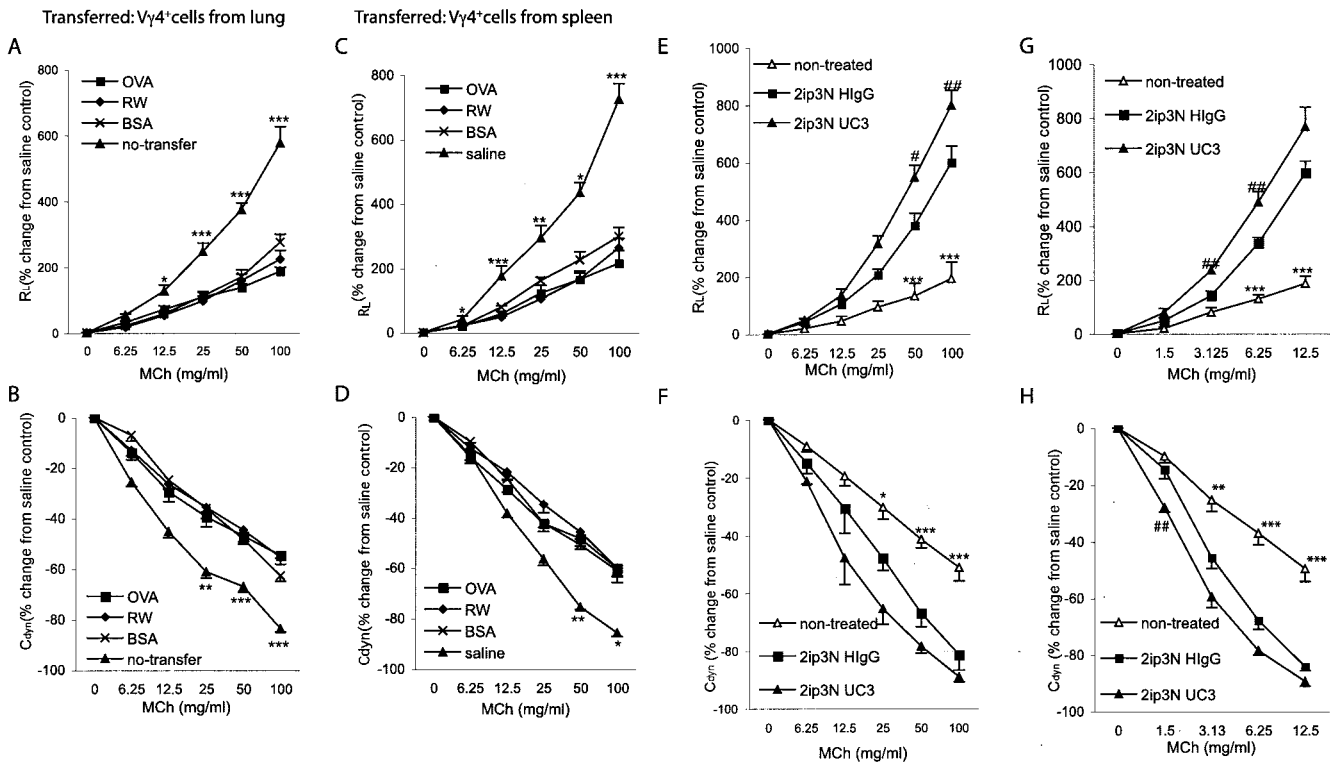 Transferred: Vγ4+cells from lung
Transferred: Vγ4+cells from spleen
A
RL(% change from saline control)
800
600
400
200
0
OVA
RW
BSA
no-transfer
*
***
***
***
0 6.25 12.5 25 50 100
MCh (mg/ml)
C
RL(% change from saline control)
800
600
400
200
0
OVA
RW
BSA
saline
*
***
**
*
***
0 6.25 12.5 25 50 100
MCh (mg/ml)
E
RL(% change from saline control)
1000
800
600
400
200
0
non-treated
2ip3N HIgG
2ip3N UC3
#
##
***
***
0 6.25 12.5 25 50 100
MCh (mg/ml)
G
RL(% change from saline control)
1000
800
600
400
200
0
non-treated
2ip3N HIgG
2ip3N UC3
##
##
***
***
0 1.5 3.125 6.25 12.5
MCh (mg/ml)
B
Cdyn(% change from saline control)
0
-20
-40
-60
-80
-100
OVA
RW
BSA
no-transfer
**
***
***
0 6.25 12.5 25 50 100
MCh (mg/ml)
D
Cdyn(% change from saline control)
0
-20
-40
-60
-80
-100
OVA
RW
BSA
saline
**
*
0 6.25 12.5 25 50 100
MCh (mg/ml)
F
Cdyn (% change from saline control)
0
-20
-40
-60
-80
-100
*
***
***
non-treated
2ip3N HIgG
2ip3N UC3
0 6.25 12.5 25 50 100
MCh (mg/ml)
H
Cdyn (% change from saline control)
0
-20
-40
-60
-80
-100
##
**
***
***
non-treated
2ip3N HIgG
2ip3N UC3
0 1.5 3.13 6.25 12.5
MCh (mg/ml)